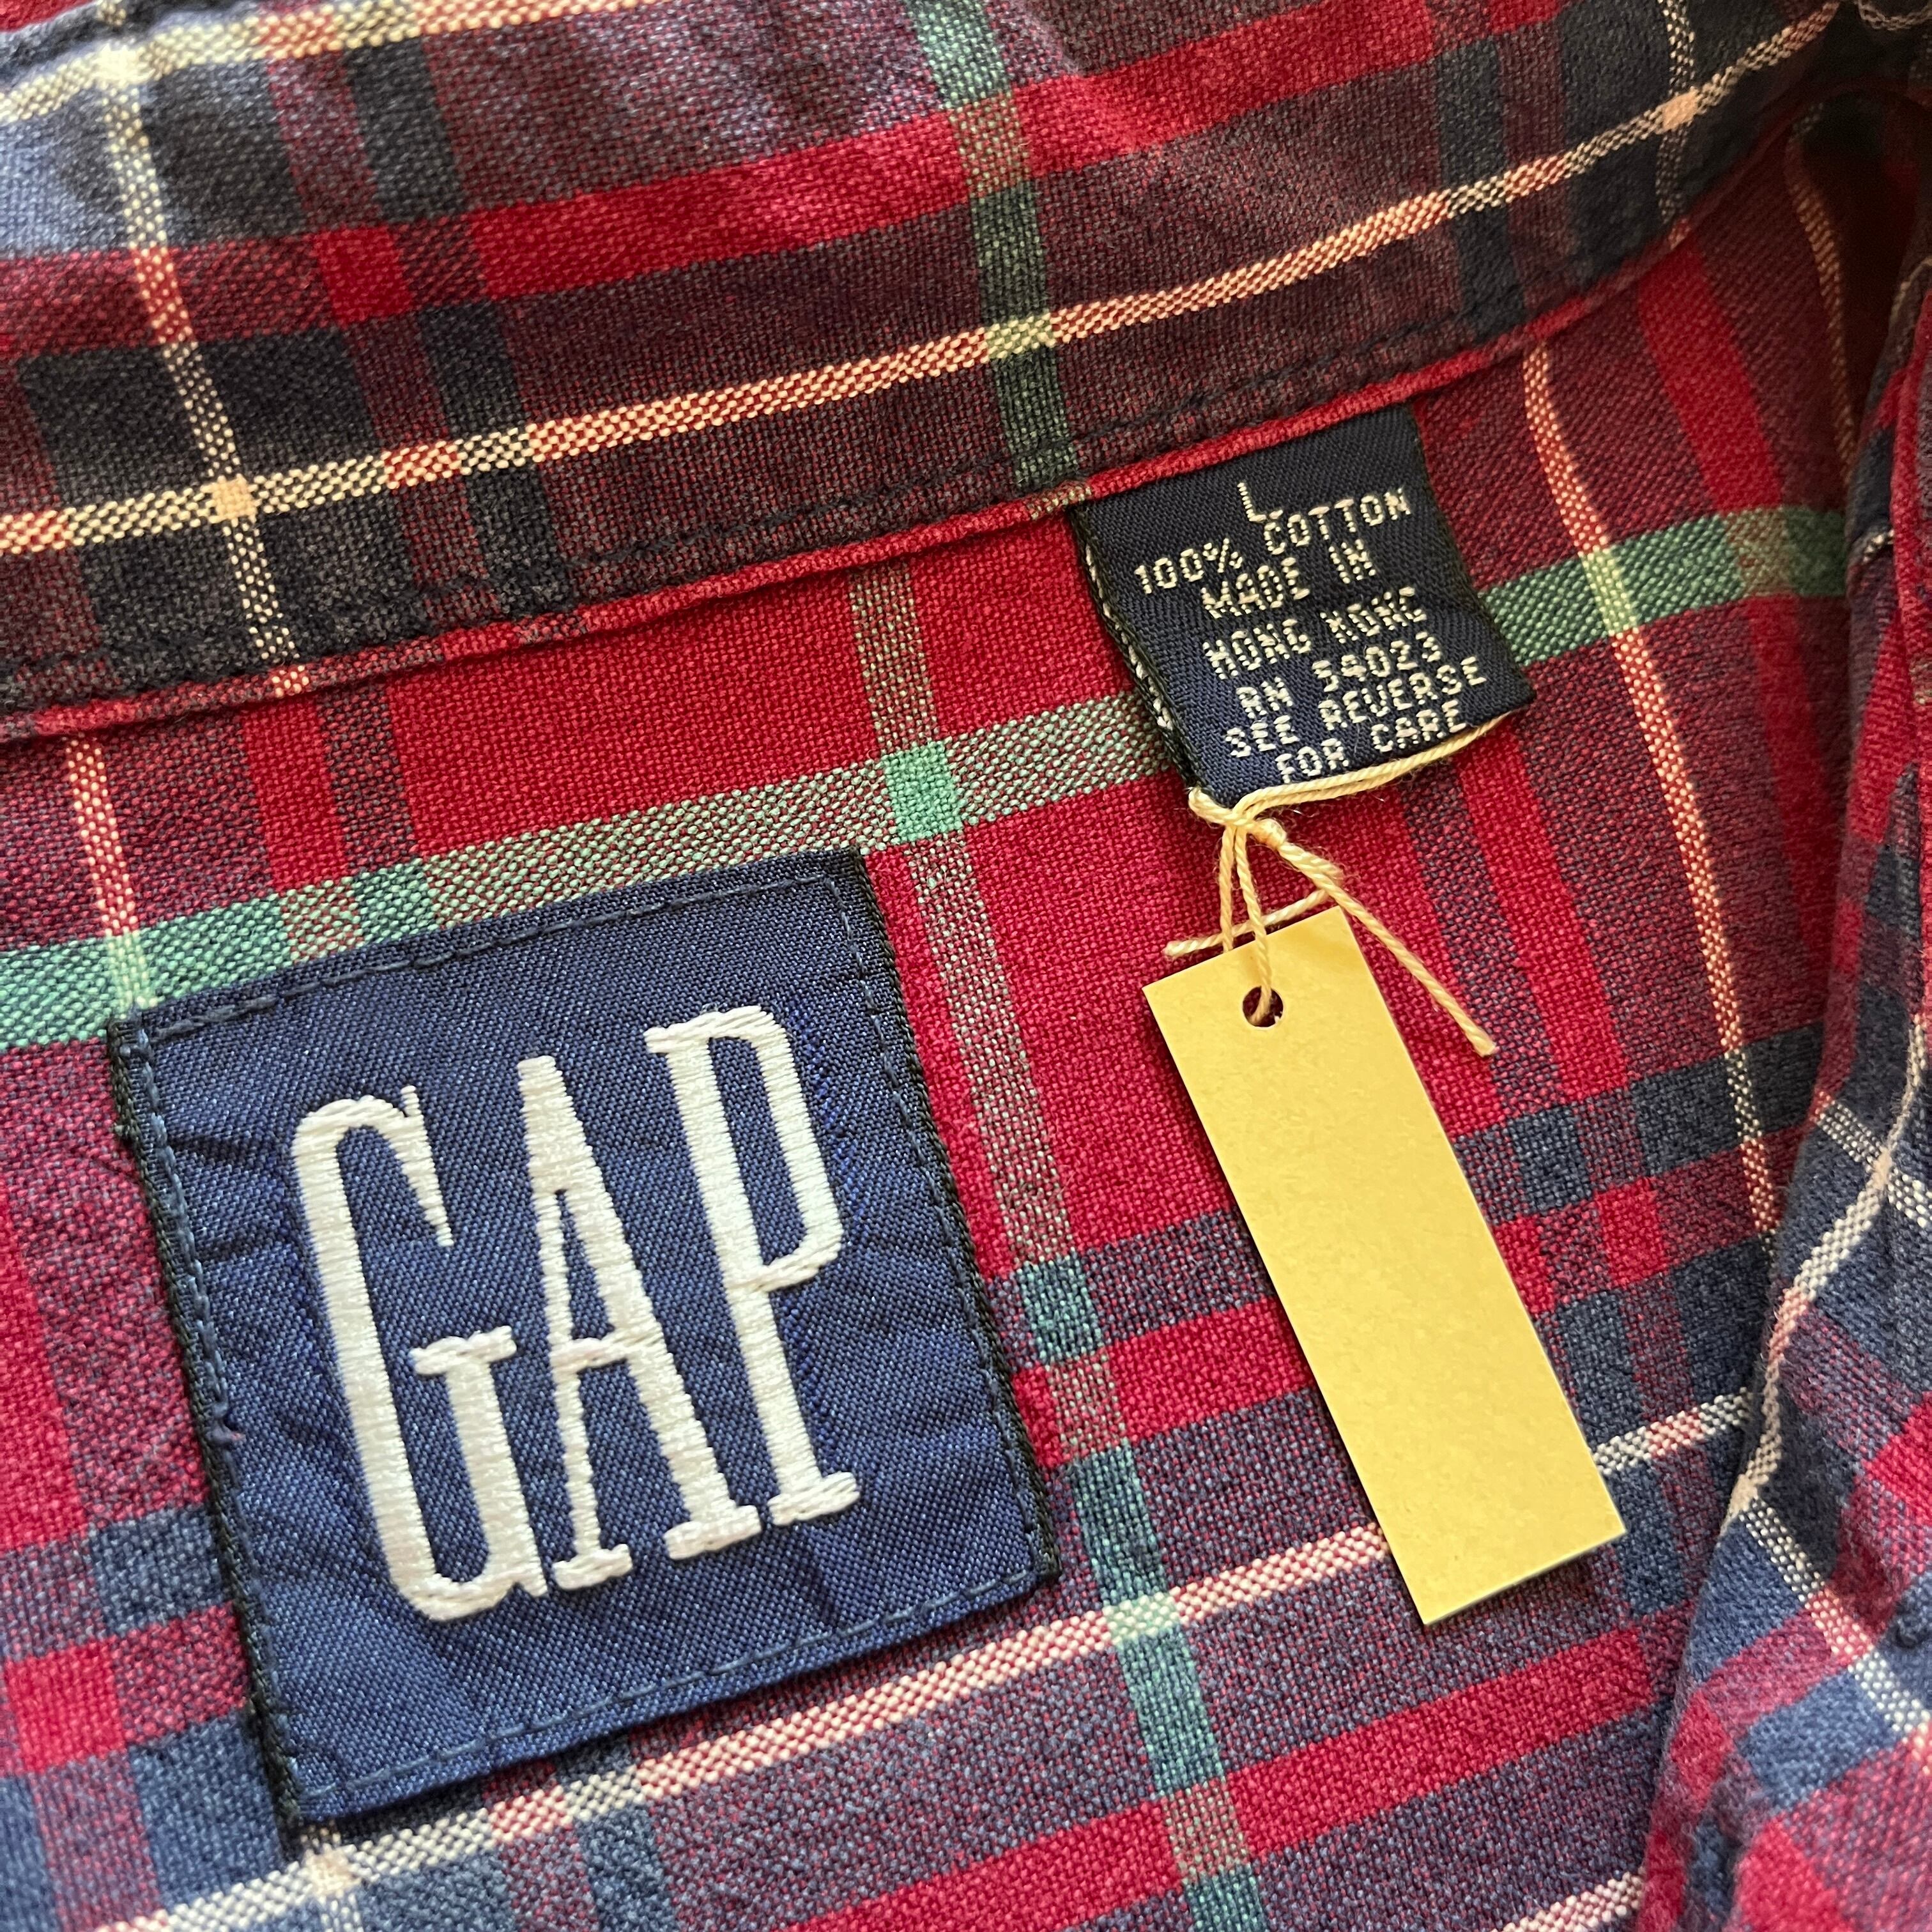 L
100% COTTON
MADE IN
HONG KONG
RN 54023
SEE REVERSE
FOR CARE
GAP